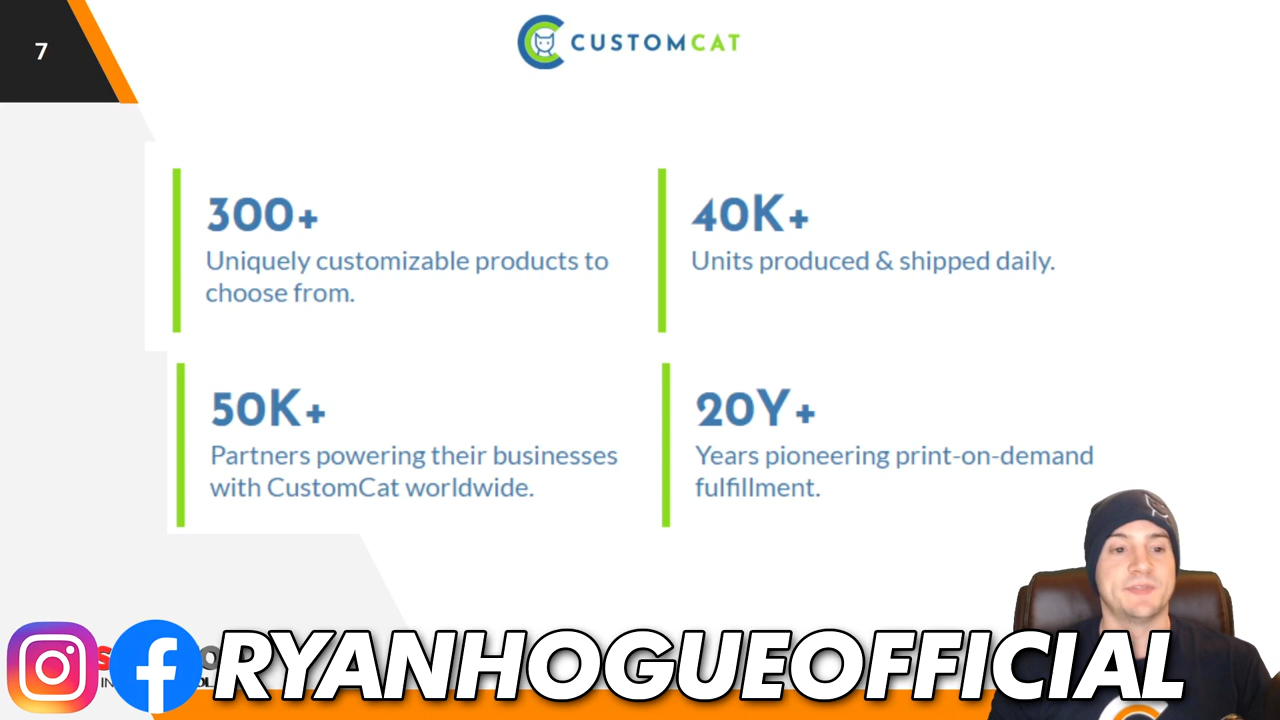 7
CUSTOMCAT
300+
Uniquely customizable products to
choose from.
40K+
Units produced & shipped daily.
50K+
Partners powering their businesses
with CustomCat worldwide.
20Y+
Years pioneering print-on-demand
fulfillment.
RYANHOGUEOFFICIAL